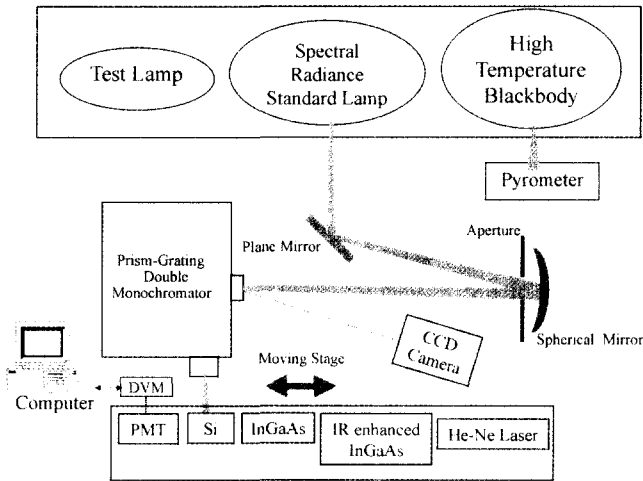 Test Lamp
Spectral
Radiance
Standard Lamp
High
Temperature
Blackbody
Pyrometer
Plane Mirror
Aperture
Prism-Grating
Double
Monochromator
CCD
Camera
Spherical Mirror
Moving Stage
Computer
DVM
PMT
Si
InGaAs
IR enhanced
InGaAs
He-Ne Laser